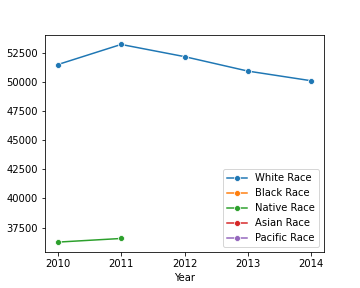 52500
50000
47500
45000
42500
40000
37500
White Race
Black Race
Native Race
Asian Race
Pacific Race
2010 2011 2012 2013 2014
Year